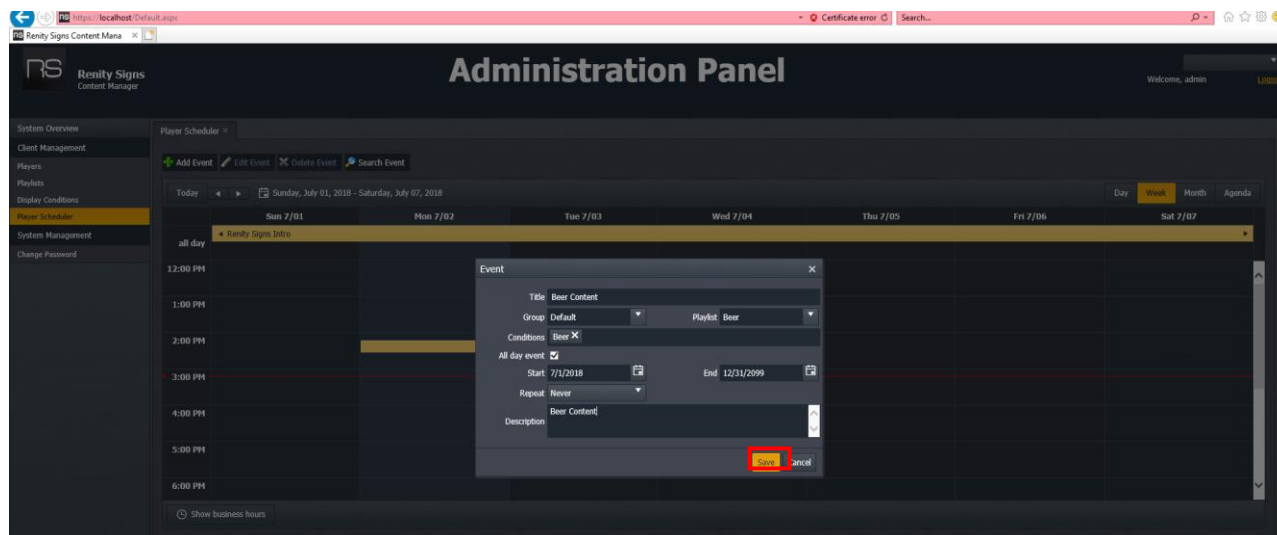 https://localhost/Default.aspx
Certificate error
Search...
Renity Signs Content Mana
RS
Renity Signs
Content Manager
Administration Panel
Welcome, admin
System Overview
Client Management
Players
Playlists
Display Conditions
Player Scheduler
System Management
Change Password
Player Scheduler
Add Event Edit Event Delete Event Search Event
Today Sunday, July 01, 2018 - Saturday, July 07, 2018 Day Week Month Agenda
Sun 7/01 Mon 7/02 Tue 7/03 Wed 7/04 Thu 7/05 Fri 7/06 Sat 7/07
all day Renity Signs Intro
12:00 PM
1:00 PM
2:00 PM
3:00 PM
4:00 PM
5:00 PM
6:00 PM
Event
Title Beer Content
Group Default Playlist Beer
Conditions Beer
All day event
Start 7/1/2018 End 12/31/2099
Repeat Never
Description Beer Content
Save Cancel
Show business hours